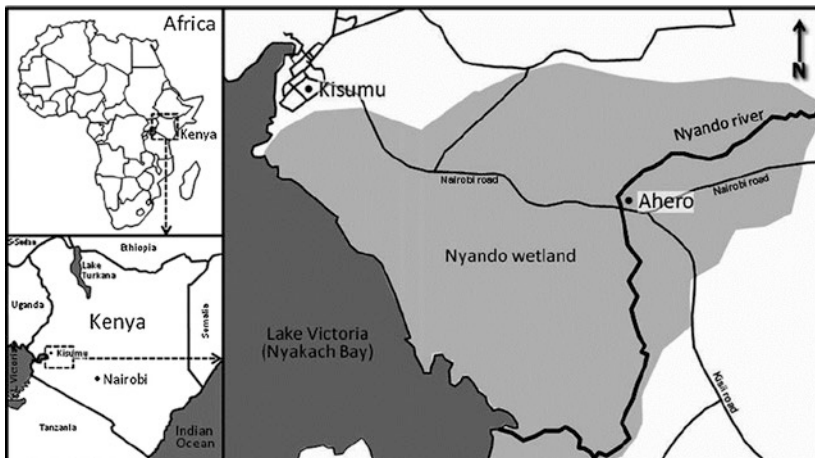 Africa
Kenya
S-Sudan
Ethiopia
Lake
Turkana
Uganda
Kenya
Somalia
Kisumu
L. Victoria
Nairobi
Tanzania
Indian
Ocean
N
Kisumu
Nyando river
Nairobi road
Nairobi road
Ahero
Nyando wetland
Lake Victoria
(Nyakach Bay)
Kisii road